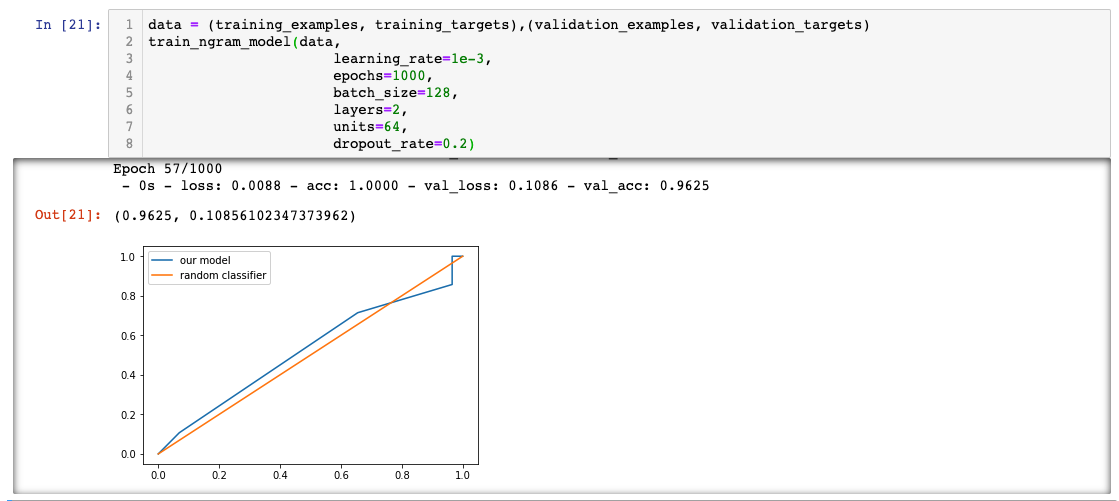 In [21]:
1 data = (training_examples, training_targets),(validation_examples, validation_targets)
2 train_ngram_model(data,
3 learning_rate=1e-3,
4 epochs=1000,
5 batch_size=128,
6 layers=2,
7 units=64,
8 dropout_rate=0.2)
Epoch 57/1000
- 0s - loss: 0.0088 - acc: 1.0000 - val_loss: 0.1086 - val_acc: 0.9625
Out[21]: (0.9625, 0.10856102347373962)
our model
random classifier
1.0
0.8
0.6
0.4
0.2
0.0
0.0 0.2 0.4 0.6 0.8 1.0